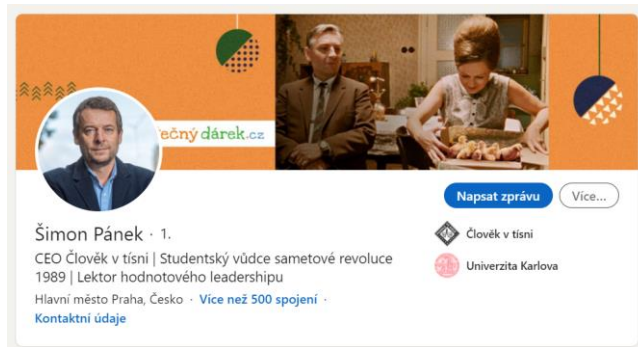 ečný dárek.cz
Napsat zprávu
Více...
Šimon Pánek · 1.
CEO Člověk v tísni | Studentský vůdce sametové revoluce
1989 | Lektor hodnotového leadershipu
Hlavní město Praha, Česko · Více než 500 spojení ·
Kontaktní údaje
Člověk v tísni
Univerzita Karlova